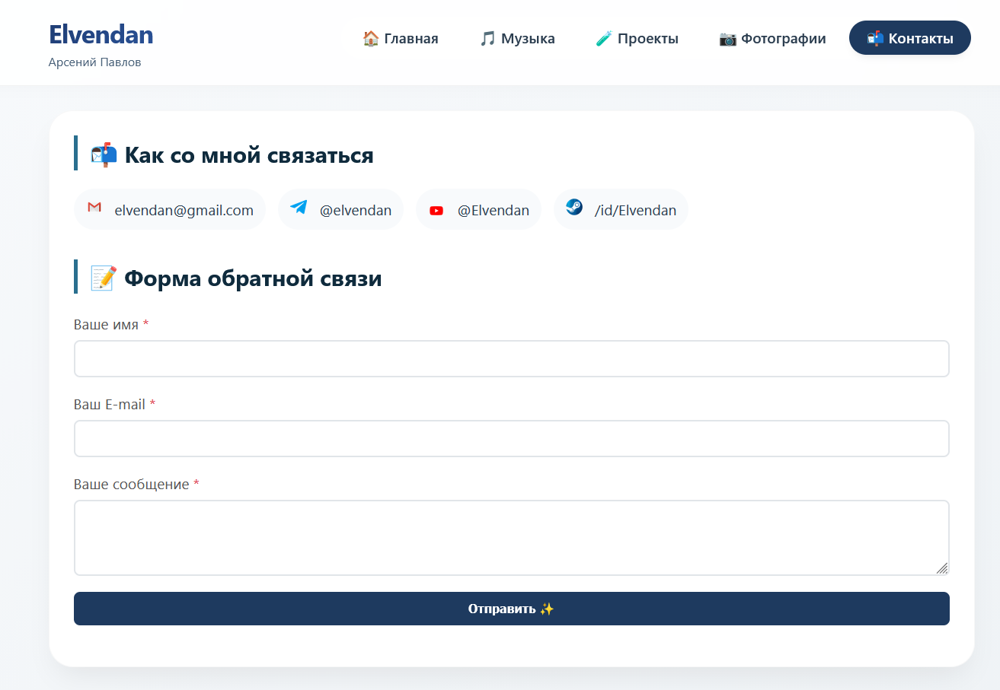 Elvendan
Арсений Павлов
🏠 Главная
🎵 Музыка
🧪 Проекты
📷 Фотографии
📬 Контакты
📬 Как со мной связаться
elvendan@gmail.com
@elvendan
@Elvendan
/id/Elvendan
📝 Форма обратной связи
Ваше имя *
Ваш E-mail *
Ваше сообщение *
Отправить ✨